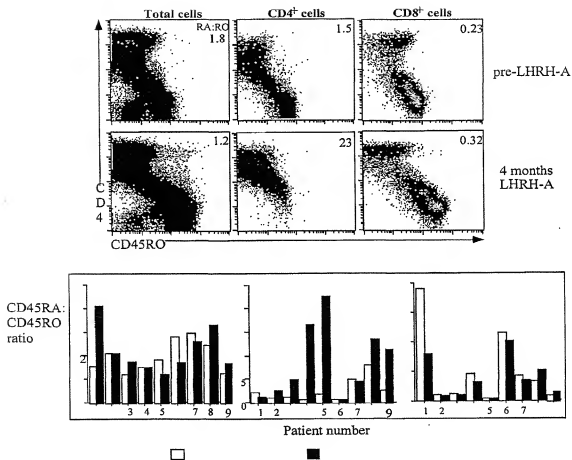 Total cells CD4+ cells CD8+ cells
RA:RO
1.8 1.5 0.23
pre-LHRH-A
1.2 23 0.32
4 months
LHRH-A
CD4
CD45RO
CD45RA:
CD45RO
ratio
2 5 1
3 4 5 7 8 9 1 2 5 6 7 9 1 2 5 6 7
Patient number